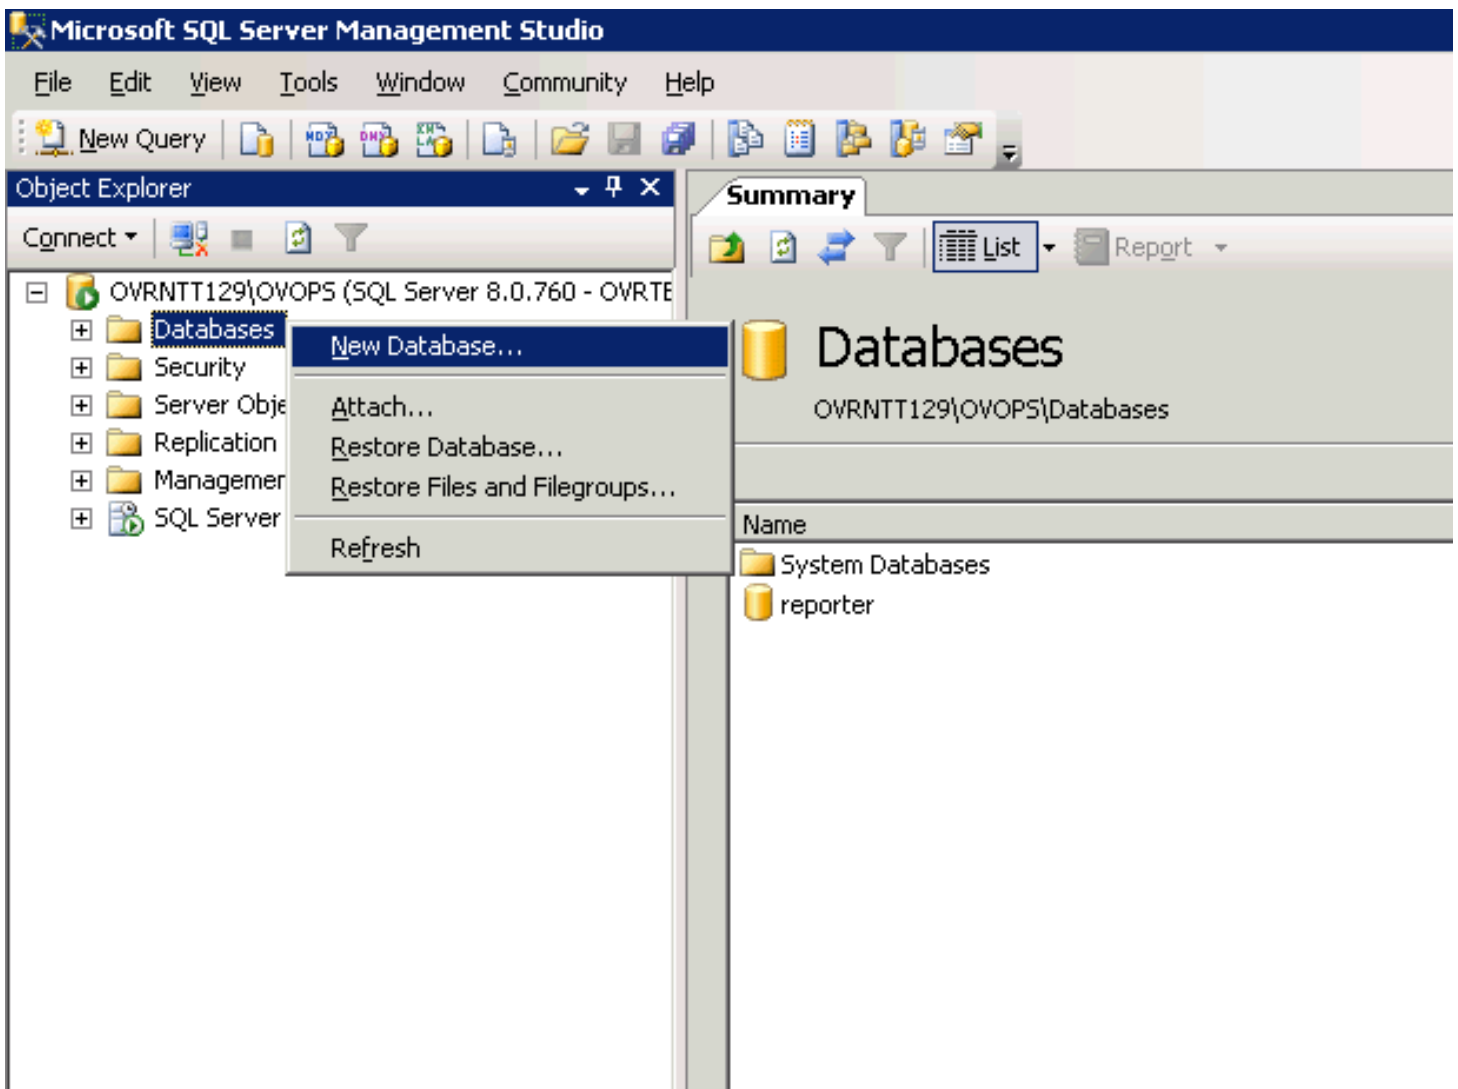 Microsoft SQL Server Management Studio
File Edit View Tools Window Community Help
New Query
Object Explorer
Connect
OVRNTT129\OVOPS (SQL Server 8.0.760 - OVRTE
Databases
Security
Server Obje
Replication
Managemer
SQL Server
New Database...
Attach...
Restore Database...
Restore Files and Filegroups...
Refresh
Summary
List Report
Databases
OVRNTT129\OVOPS\Databases
Name
System Databases
reporter